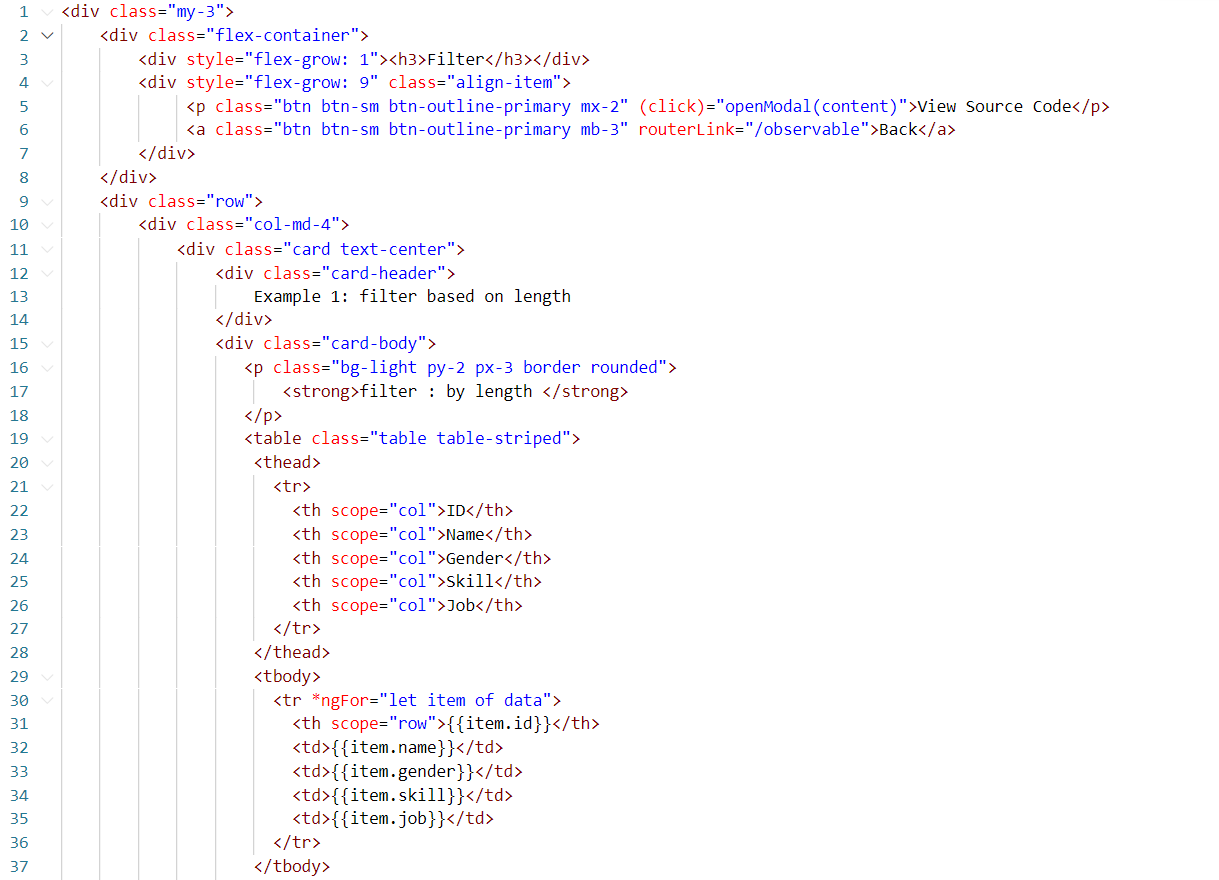 1 <div class="my-3">
2 <div class="flex-container">
3 <div style="flex-grow: 1"><h3>Filter</h3></div>
4 <div style="flex-grow: 9" class="align-item">
5 <p class="btn btn-sm btn-outline-primary mx-2" (click)="openModal(content)">View Source Code</p>
6 <a class="btn btn-sm btn-outline-primary mb-3" routerLink="/observable">Back</a>
7 </div>
8 </div>
9 <div class="row">
10 <div class="col-md-4">
11 <div class="card text-center">
12 <div class="card-header">
13 Example 1: filter based on length
14 </div>
15 <div class="card-body">
16 <p class="bg-light py-2 px-3 border rounded">
17 <strong>filter : by length </strong>
18 </p>
19 <table class="table table-striped">
20 <thead>
21 <tr>
22 <th scope="col">ID</th>
23 <th scope="col">Name</th>
24 <th scope="col">Gender</th>
25 <th scope="col">Skill</th>
26 <th scope="col">Job</th>
27 </tr>
28 </thead>
29 <tbody>
30 <tr *ngFor="let item of data">
31 <th scope="row">{{item.id}}</th>
32 <td>{{item.name}}</td>
33 <td>{{item.gender}}</td>
34 <td>{{item.skill}}</td>
35 <td>{{item.job}}</td>
36 </tr>
37 </tbody>